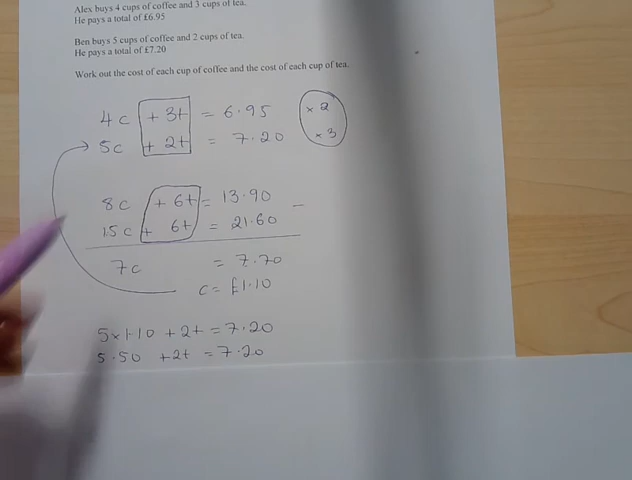 Alex buys 4 cups of coffee and 3 cups of tea.
He pays a total of £6.95
Ben buys 5 cups of coffee and 2 cups of tea.
He pays a total of £7.20
Work out the cost of each cup of coffee and the cost of each cup of tea.
4c + 3t = 6.95 × 2
5c + 2t = 7.20 × 3
8c + 6t = 13.90 −
15c + 6t = 21.60
7c = 7.70
c = £1.10
5×1.10 + 2t = 7.20
5.50 + 2t = 7.20